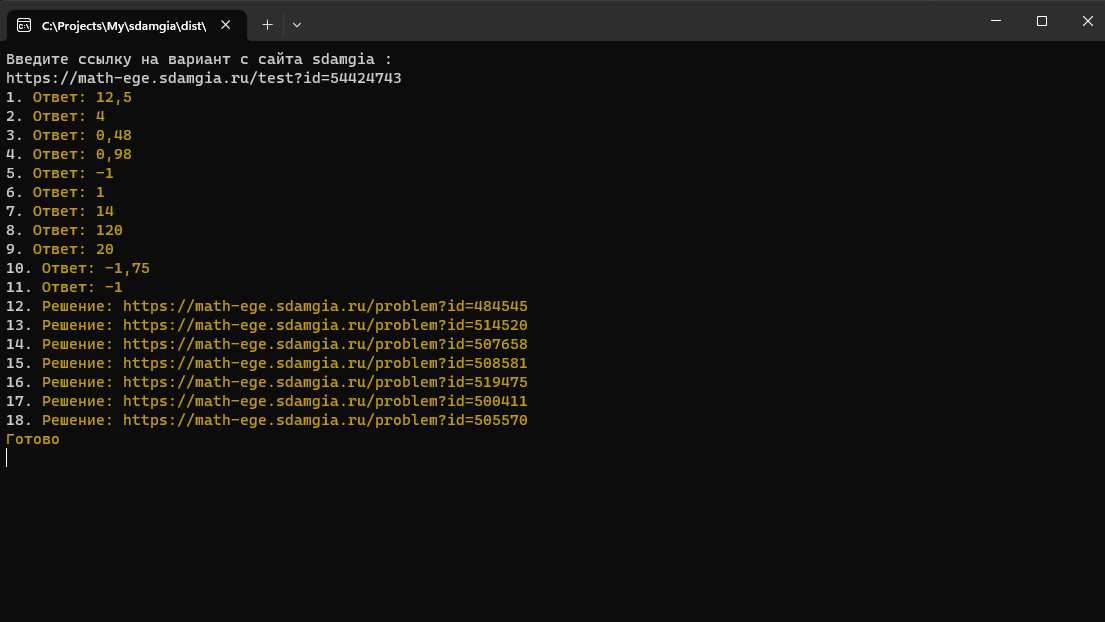 C:\Projects\My\sdamgia\dist\
Введите ссылку на вариант с сайта sdamgia :
https://math-ege.sdamgia.ru/test?id=54424743
1. Ответ: 12,5
2. Ответ: 4
3. Ответ: 0,48
4. Ответ: 0,98
5. Ответ: -1
6. Ответ: 1
7. Ответ: 14
8. Ответ: 120
9. Ответ: 20
10. Ответ: -1,75
11. Ответ: -1
12. Решение: https://math-ege.sdamgia.ru/problem?id=484545
13. Решение: https://math-ege.sdamgia.ru/problem?id=514520
14. Решение: https://math-ege.sdamgia.ru/problem?id=507658
15. Решение: https://math-ege.sdamgia.ru/problem?id=508581
16. Решение: https://math-ege.sdamgia.ru/problem?id=519475
17. Решение: https://math-ege.sdamgia.ru/problem?id=500411
18. Решение: https://math-ege.sdamgia.ru/problem?id=505570
Готово